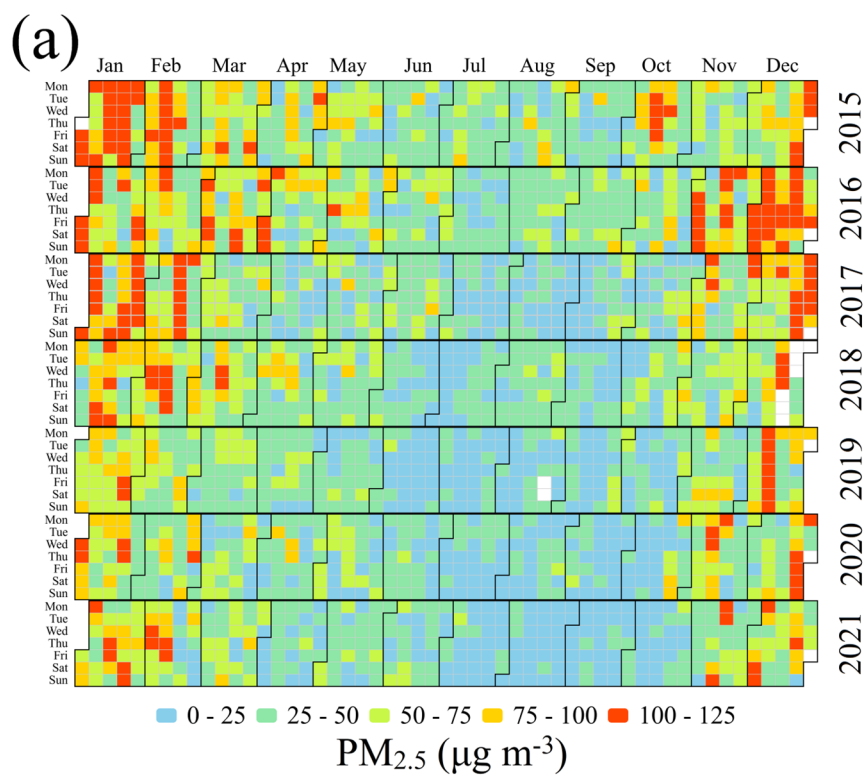 (a)
Jan Feb Mar Apr May Jun Jul Aug Sep Oct Nov Dec
Mon
Tue
Wed
Thu
Fri
Sat
Sun
2015
Mon
Tue
Wed
Thu
Fri
Sat
Sun
2016
Mon
Tue
Wed
Thu
Fri
Sat
Sun
2017
Mon
Tue
Wed
Thu
Fri
Sat
Sun
2018
Mon
Tue
Wed
Thu
Fri
Sat
Sun
2019
Mon
Tue
Wed
Thu
Fri
Sat
Sun
2020
Mon
Tue
Wed
Thu
Fri
Sat
Sun
2021
0 - 25 25 - 50 50 - 75 75 - 100 100 - 125
PM₂.₅ (μg m⁻³)